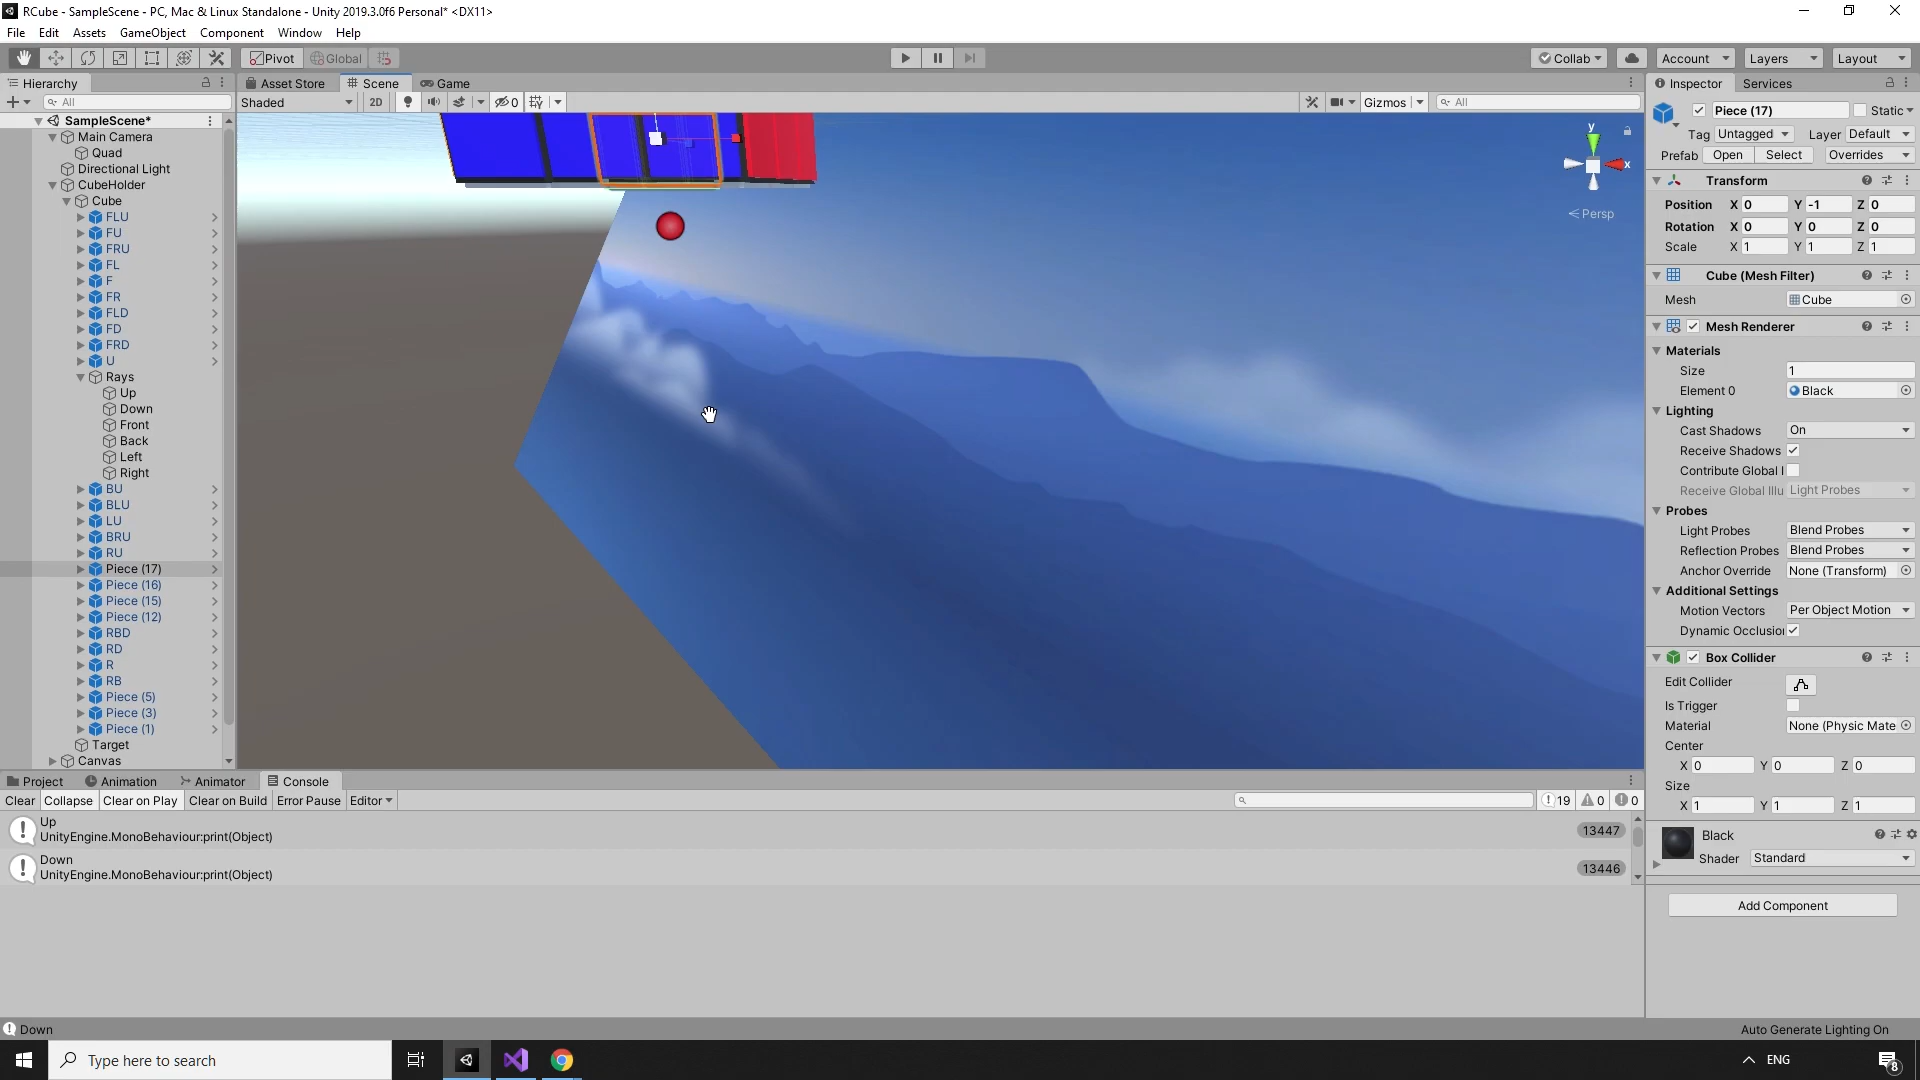 RCube - SampleScene - PC, Mac & Linux Standalone - Unity 2019.3.0f6 Personal* <DX11>
File Edit Assets GameObject Component Window Help
Pivot Global Collab Account Layers Layout
Hierarchy Asset Store Scene Game Inspector Services
All Shaded 2D 0 Gizmos All
SampleScene*
Main Camera
Quad
Directional Light
CubeHolder
Cube
FLU
FU
FRU
FL
F
FR
FLD
FD
FRD
U
Rays
Up
Down
Front
Back
Left
Right
BU
BLU
LU
BRU
RU
Piece (17)
Piece (16)
Piece (15)
Piece (12)
RBD
RD
R
RB
Piece (5)
Piece (3)
Piece (1)
Target
Canvas
y
x
< Persp
Piece (17) Static
Tag Untagged Layer Default
Prefab Open Select Overrides
Transform
Position X 0 Y -1 Z 0
Rotation X 0 Y 0 Z 0
Scale X 1 Y 1 Z 1
Cube (Mesh Filter)
Mesh Cube
Mesh Renderer
Materials
Size 1
Element 0 Black
Lighting
Cast Shadows On
Receive Shadows
Contribute Global I
Receive Global Illu Light Probes
Probes
Light Probes Blend Probes
Reflection Probes Blend Probes
Anchor Override None (Transform)
Additional Settings
Motion Vectors Per Object Motion
Dynamic Occlusion
Box Collider
Edit Collider
Is Trigger
Material None (Physic Mate
Center
X 0 Y 0 Z 0
Size
X 1 Y 1 Z 1
Black
Shader Standard
Add Component
Project Animation Animator Console
Clear Collapse Clear on Play Clear on Build Error Pause Editor 19 0 0
Up
UnityEngine.MonoBehaviour:print(Object) 13447
Down
UnityEngine.MonoBehaviour:print(Object) 13446
Down Auto Generate Lighting On
Type here to search ENG 8